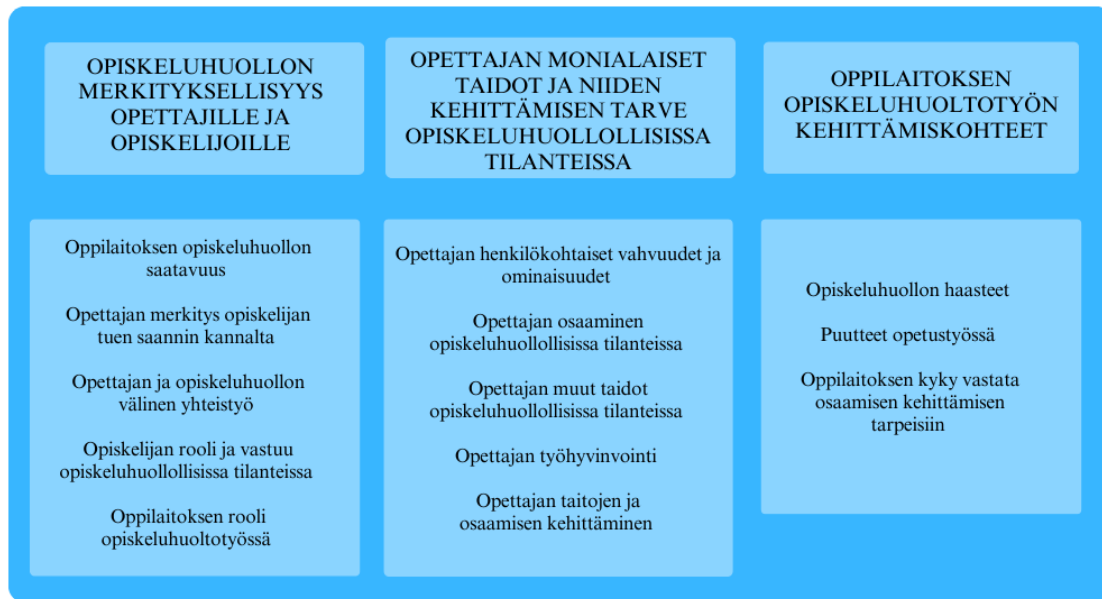 OPISKELUHUOLLON
MERKITYKSELLISYYS
OPETTAJILLE JA
OPISKELIJOILLE
OPETTAJAN MONIALAISET
TAIDOT JA NIIDEN
KEHITTÄMISEN TARVE
OPISKELUHUOLLOLLISISSA
TILANTEISSA
OPPILAITOKSEN
OPISKELUHUOLTOTYÖN
KEHITTÄMISKOHTEET
Oppilaitoksen opiskeluhuollon
saatavuus
Opettajan merkitys opiskelijan
tuen saannin kannalta
Opettajan ja opiskeluhuollon
välinen yhteistyö
Opiskelijan rooli ja vastuu
opiskeluhuollollisissa tilanteissa
Oppilaitoksen rooli
opiskeluhuoltotyössä
Opettajan henkilökohtaiset vahvuudet ja
ominaisuudet
Opettajan osaaminen
opiskeluhuollollisissa tilanteissa
Opettajan muut taidot
opiskeluhuollollisissa tilanteissa
Opettajan työhyvinvointi
Opettajan taitojen ja
osaamisen kehittäminen
Opiskeluhuollon haasteet
Puutteet opetustyössä
Oppilaitoksen kyky vastata
osaamisen kehittämisen
tarpeisiin